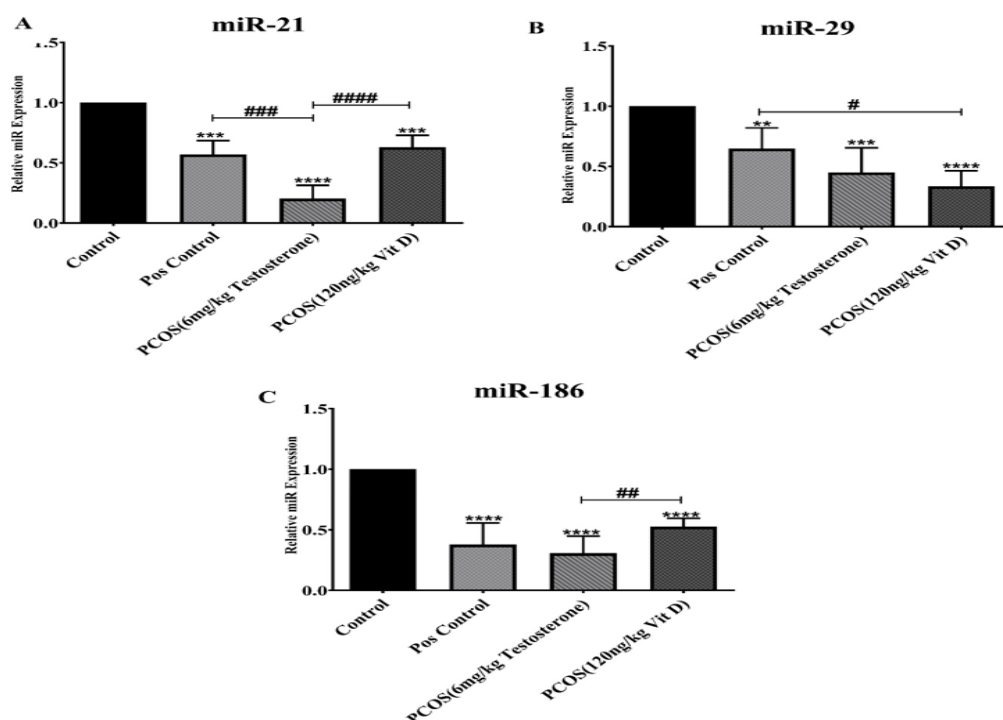 A
miR-21
Relative miR Expression
1.5
1.0
0.5
0.0
***
###
****
####
***
Control
Pos Control
PCOS(6mg/kg Testosterone)
PCOS(120ng/kg Vit D)
B
miR-29
Relative miR Expression
1.5
1.0
0.5
0.0
**
#
***
****
Control
Pos Control
PCOS(6mg/kg Testosterone)
PCOS(120ng/kg Vit D)
C
miR-186
Relative miR Expression
1.5
1.0
0.5
0.0
****
****
##
****
Control
Pos Control
PCOS(6mg/kg Testosterone)
PCOS(120ng/kg Vit D)